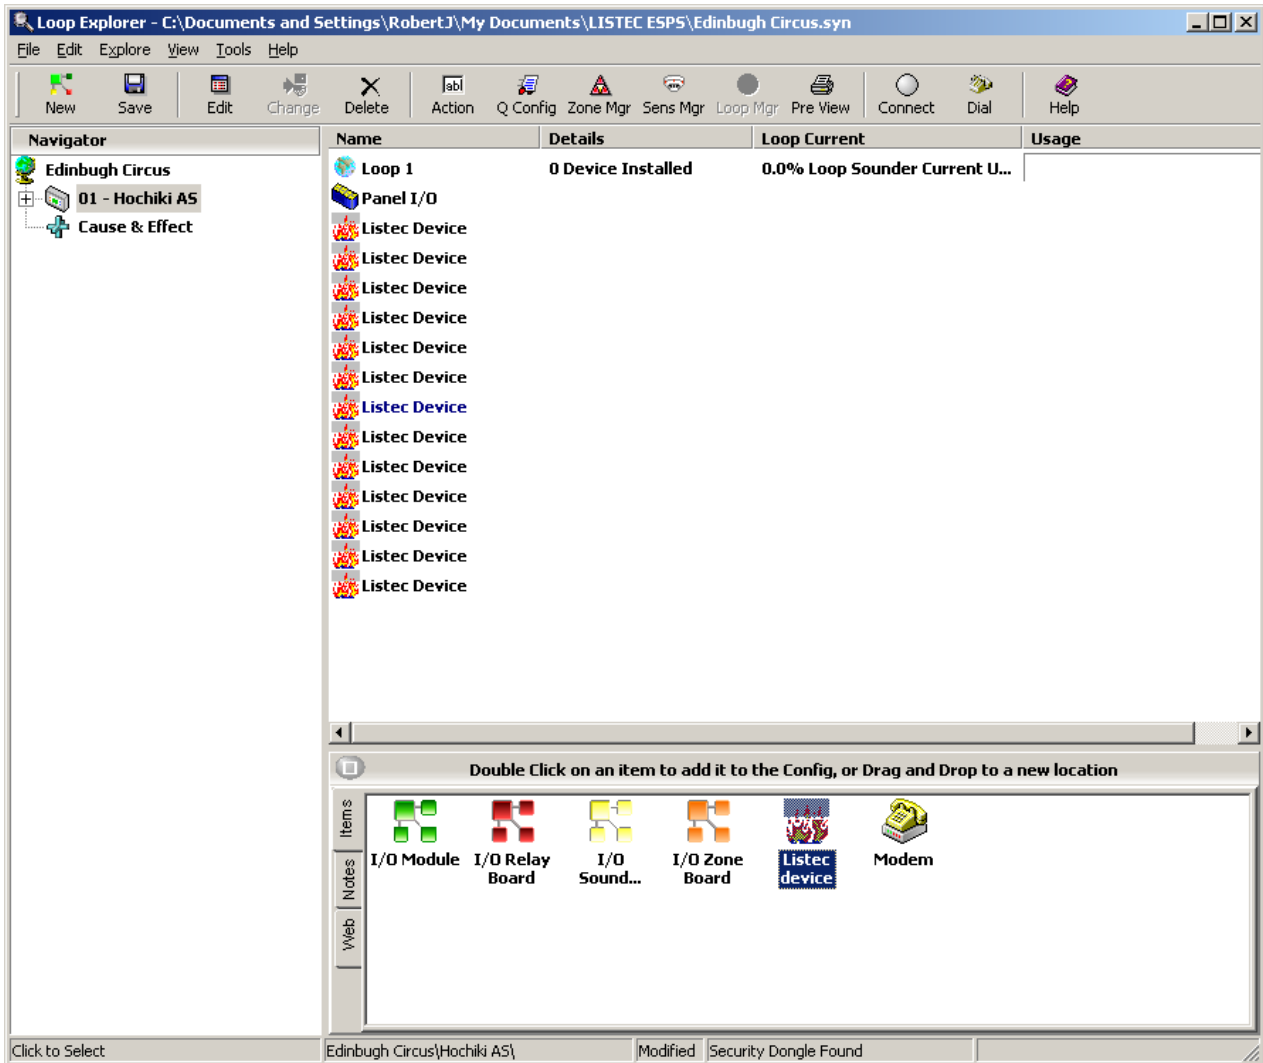 Loop Explorer - C:\Documents and Settings\RobertJ\My Documents\LISTEC ESPS\Edinbugh Circus.syn
File Edit Explore View Tools Help
New Save Edit Change Delete Action Q Config Zone Mgr Sens Mgr Loop Mgr Pre View Connect Dial Help
Navigator
Edinbugh Circus
01 - Hochiki AS
Cause & Effect
Name Details Loop Current Usage
Loop 1 0 Device Installed 0.0% Loop Sounder Current U...
Panel I/O
Listec Device
Listec Device
Listec Device
Listec Device
Listec Device
Listec Device
Listec Device
Listec Device
Listec Device
Listec Device
Listec Device
Listec Device
Listec Device
Double Click on an item to add it to the Config, or Drag and Drop to a new location
Items
Notes
Web
I/O Module
I/O Relay
Board
I/O
Sound...
I/O Zone
Board
Listec
device
Modem
Click to Select Edinbugh Circus\Hochiki AS\ Modified Security Dongle Found